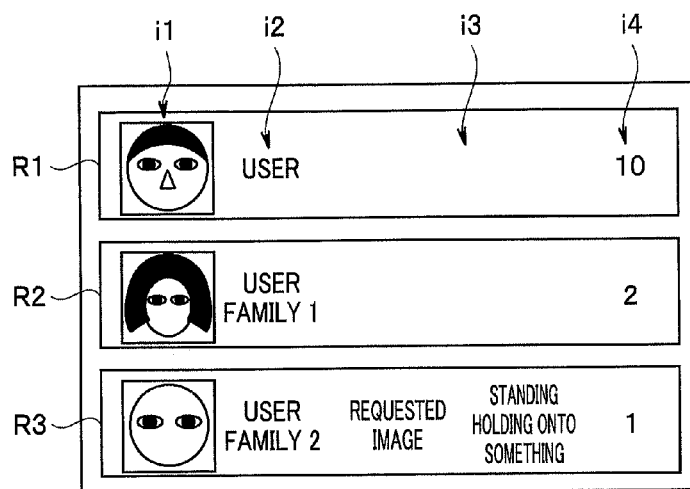 i1 i2 i3 i4
R1 USER 10
R2 USER
FAMILY 1 2
R3 USER
FAMILY 2 REQUESTED
IMAGE STANDING
HOLDING ONTO
SOMETHING 1